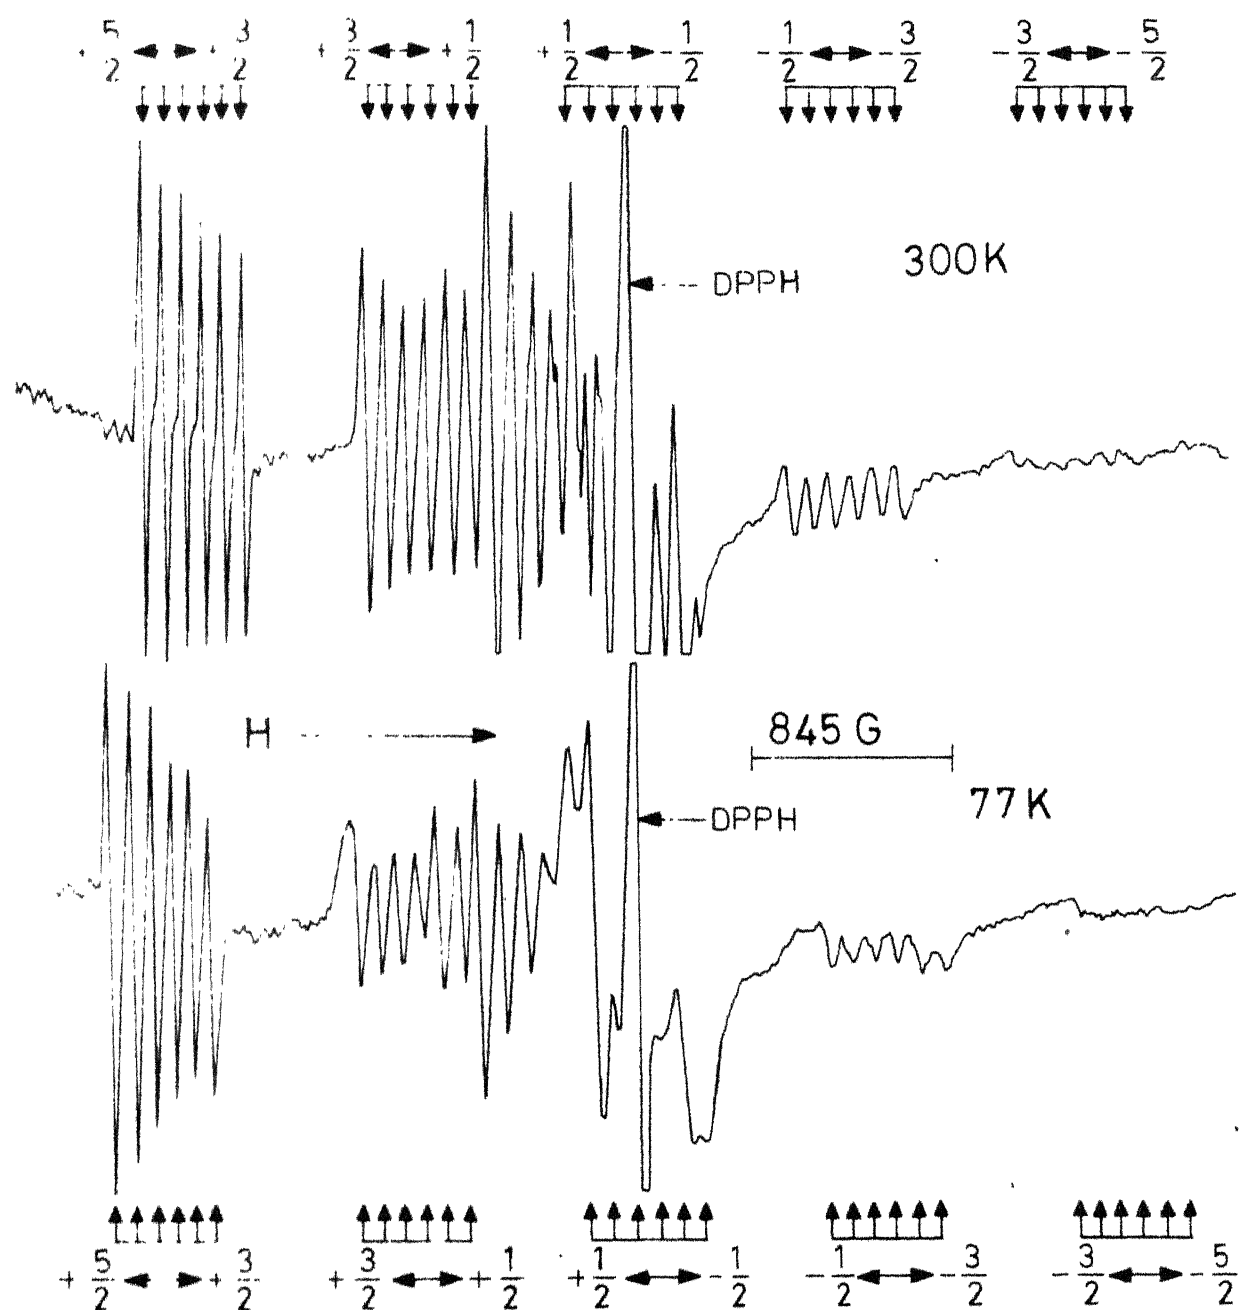 + 5/2 ↔ + 3/2 + 3/2 ↔ + 1/2 + 1/2 ↔ - 1/2 - 1/2 ↔ - 3/2 - 3/2 ↔ - 5/2
300K
DPPH
H
845 G
77K
DPPH
+ 5/2 ↔ + 3/2 + 3/2 ↔ + 1/2 + 1/2 ↔ - 1/2 - 1/2 ↔ - 3/2 - 3/2 ↔ - 5/2